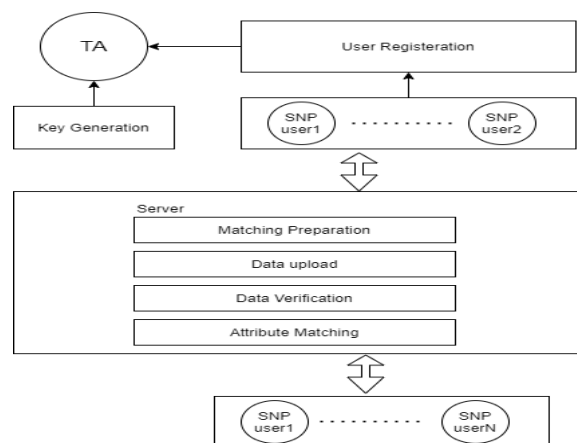 TA
User Registeration
Key Generation
SNP
user1
SNP
user2
Server
Matching Preparation
Data upload
Data Verification
Attribute Matching
SNP
user1
SNP
userN